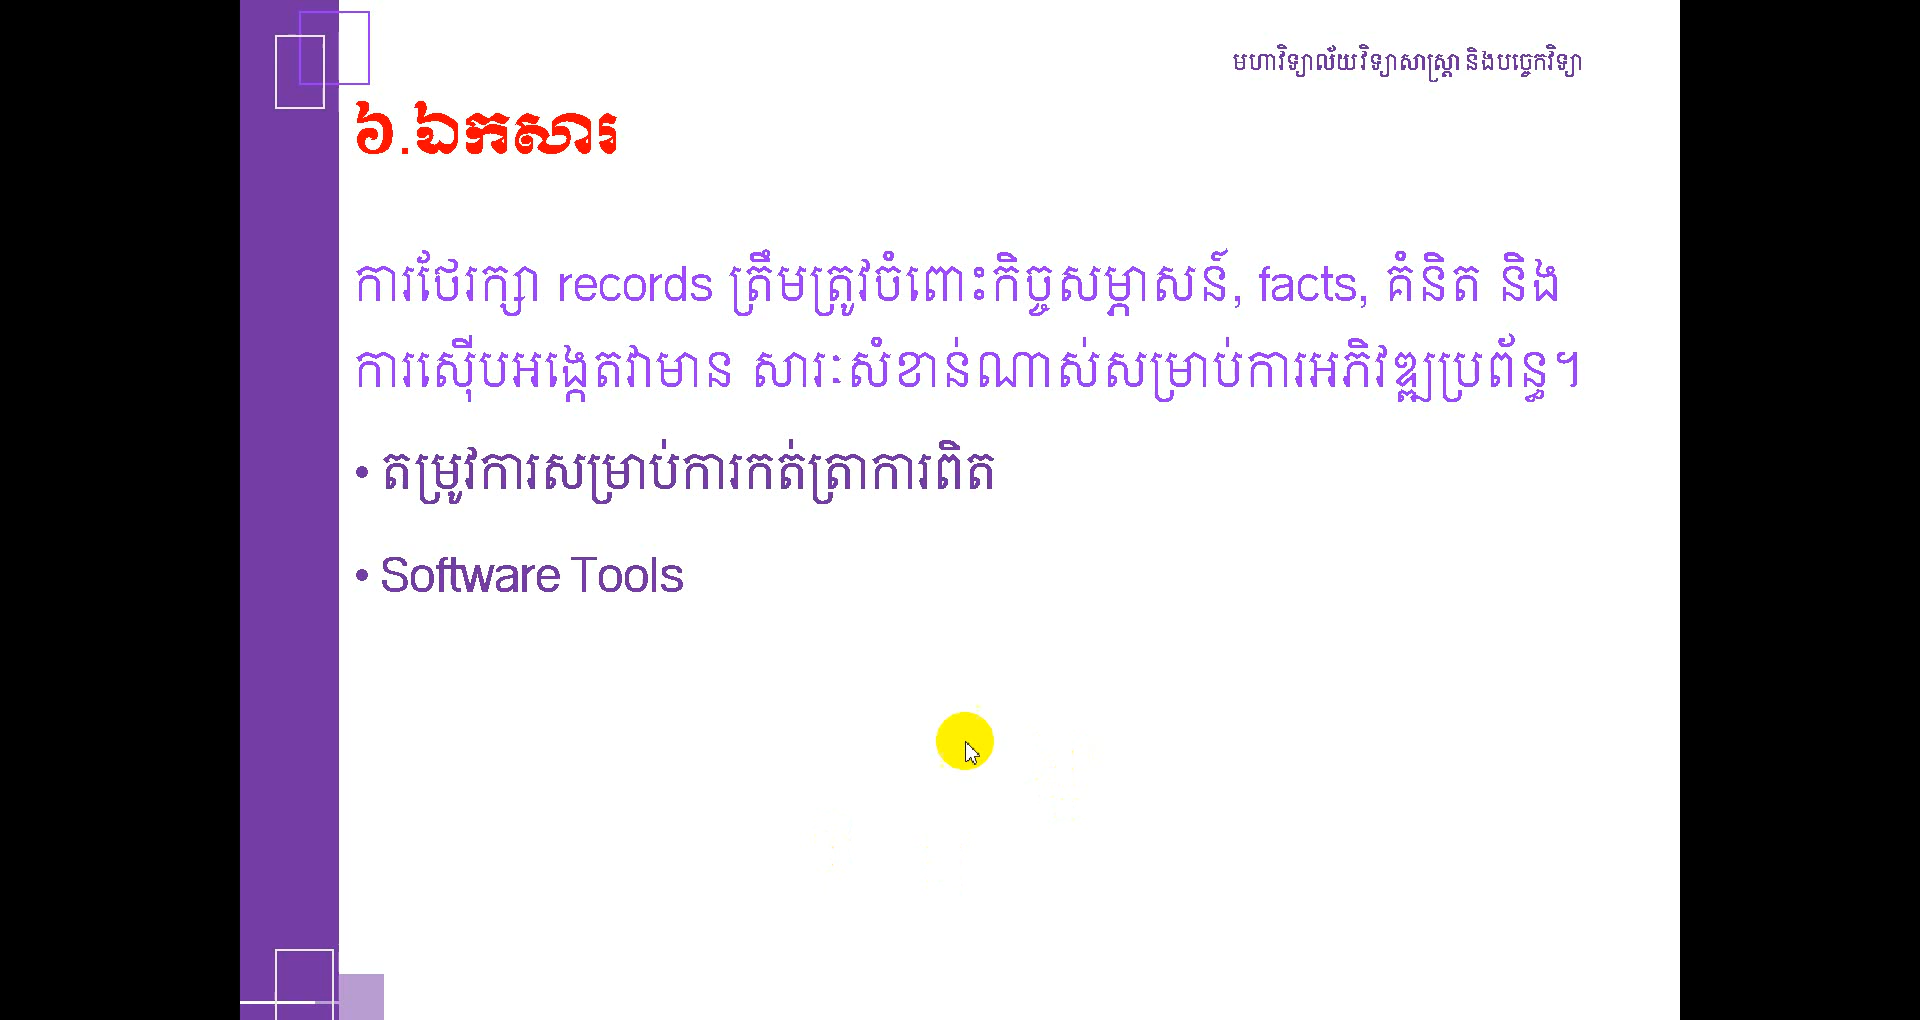 មហាវិទ្យាល័យវិទ្យាសាស្ត្រា និងបច្ចេកវិទ្យា
៦.ឯកសារ
ការថែរក្សា records ត្រឹមត្រូវចំពោះកិច្ចសម្ភាសន៍, facts, គំនិត និង
ការស៊ើបអង្កេតវាមាន សារៈសំខាន់ណាស់សម្រាប់ការអភិវឌ្ឍប្រព័ន្ធ។
• តម្រូវការសម្រាប់ការកត់ត្រាការពិត
• Software Tools